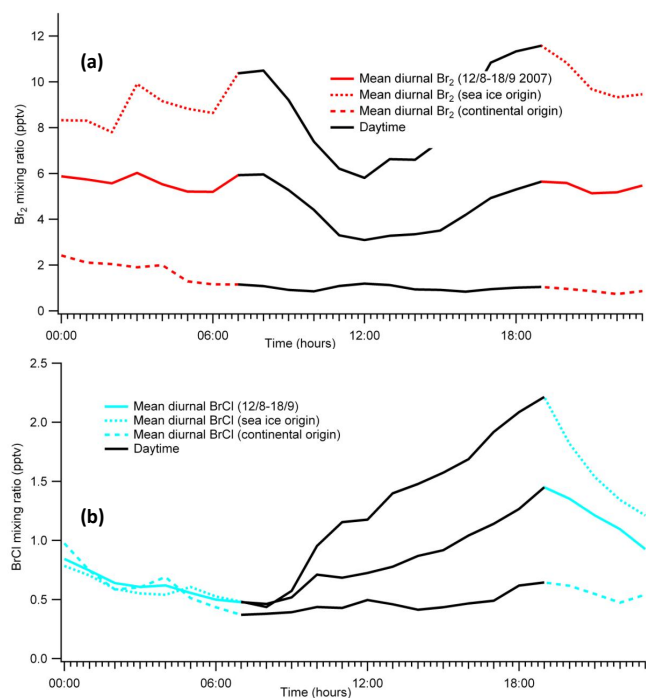 12
(a)
10
Mean diurnal Br2 (12/8-18/9 2007)
Mean diurnal Br2 (sea ice origin)
Mean diurnal Br2 (continental origin)
Daytime
8
6
4
2
0
Br2 mixing ratio (pptv)
00:00 06:00 12:00 18:00
Time (hours)
2.5
Mean diurnal BrCl (12/8-18/9)
Mean diurnal BrCl (sea ice origin)
Mean diurnal BrCl (continental origin)
Daytime
2.0
1.5
(b)
1.0
0.5
0.0
BrCl mixing ratio (pptv)
00:00 06:00 12:00 18:00
Time (hours)